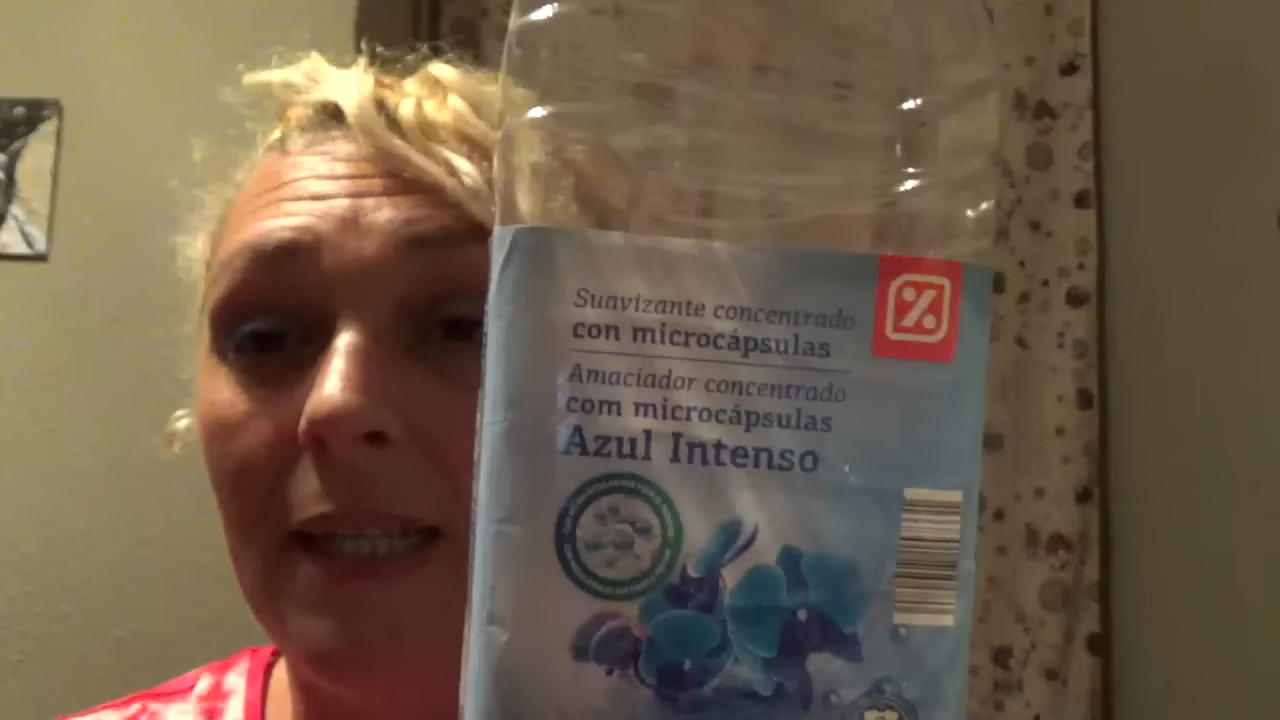 Suavizante concentrado
con microcápsulas
Amaciador concentrado
com microcápsulas
Azul Intenso